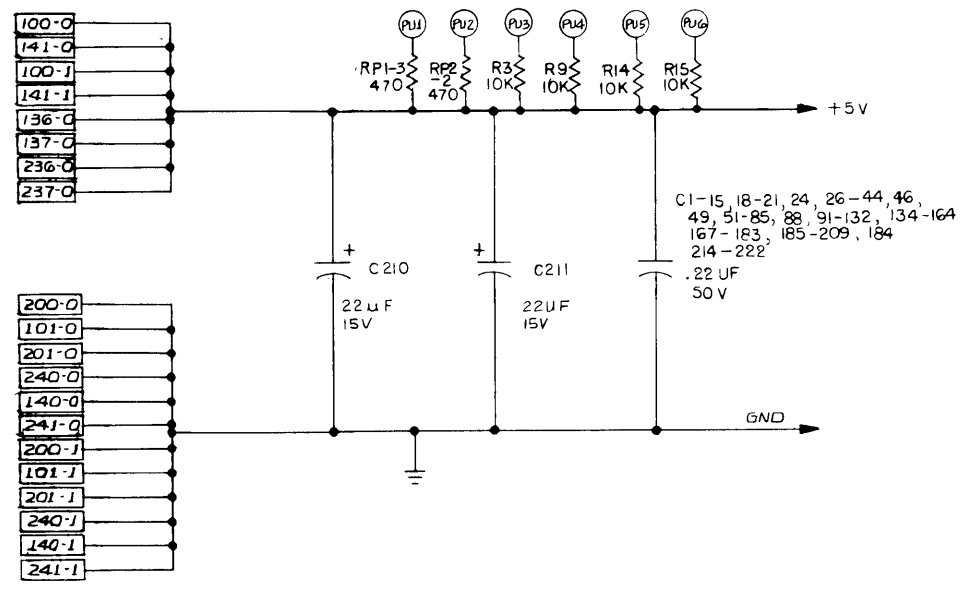 100-0
141-0
100-1
141-1
136-0
137-0
236-0
237-0
PU1 PU2 PU3 PU4 PU5 PU6
RP1-3 470
RP2 -2 470
R3 10K
R9 10K
R14 10K
R15 10K
+5V
C210
22µF
15V
C211
22UF
15V
C1-15, 18-21, 24, 26-44, 46,
49, 51-85, 88, 91-132, 134-164
167-183, 185-209, 184
214-222
.22 UF
50V
200-0
101-0
201-0
240-0
140-0
241-0
200-1
101-1
201-1
240-1
140-1
241-1
GND